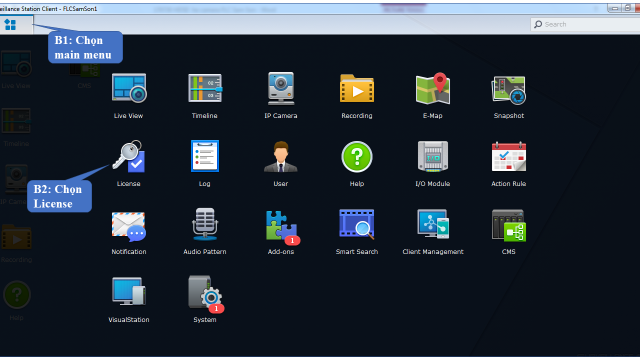 eillance Station Client - FLCSamSon1
Search
B1: Chọn
main menu
Live View
CMS
Live View
Timeline
IP Camera
Recording
E-Map
Snapshot
Timeline
B2: Chọn
License
License
Log
User
Help
I/O Module
Action Rule
IP Camera
Notification
Audio Pattern
1
Add-ons
Smart Search
Client Management
CMS
Recording
VisualStation
1
System
Help